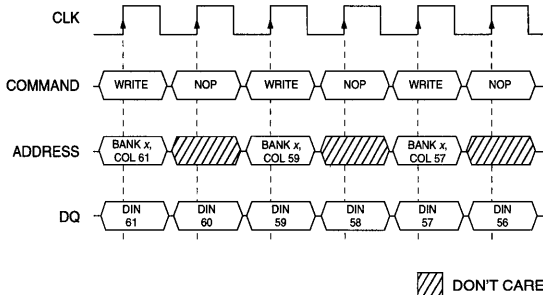 CLK
COMMAND WRITE NOP WRITE NOP WRITE NOP
ADDRESS BANK x, COL 61 BANK x, COL 59 BANK x, COL 57
DQ DIN 61 DIN 60 DIN 59 DIN 58 DIN 57 DIN 56
DON'T CARE